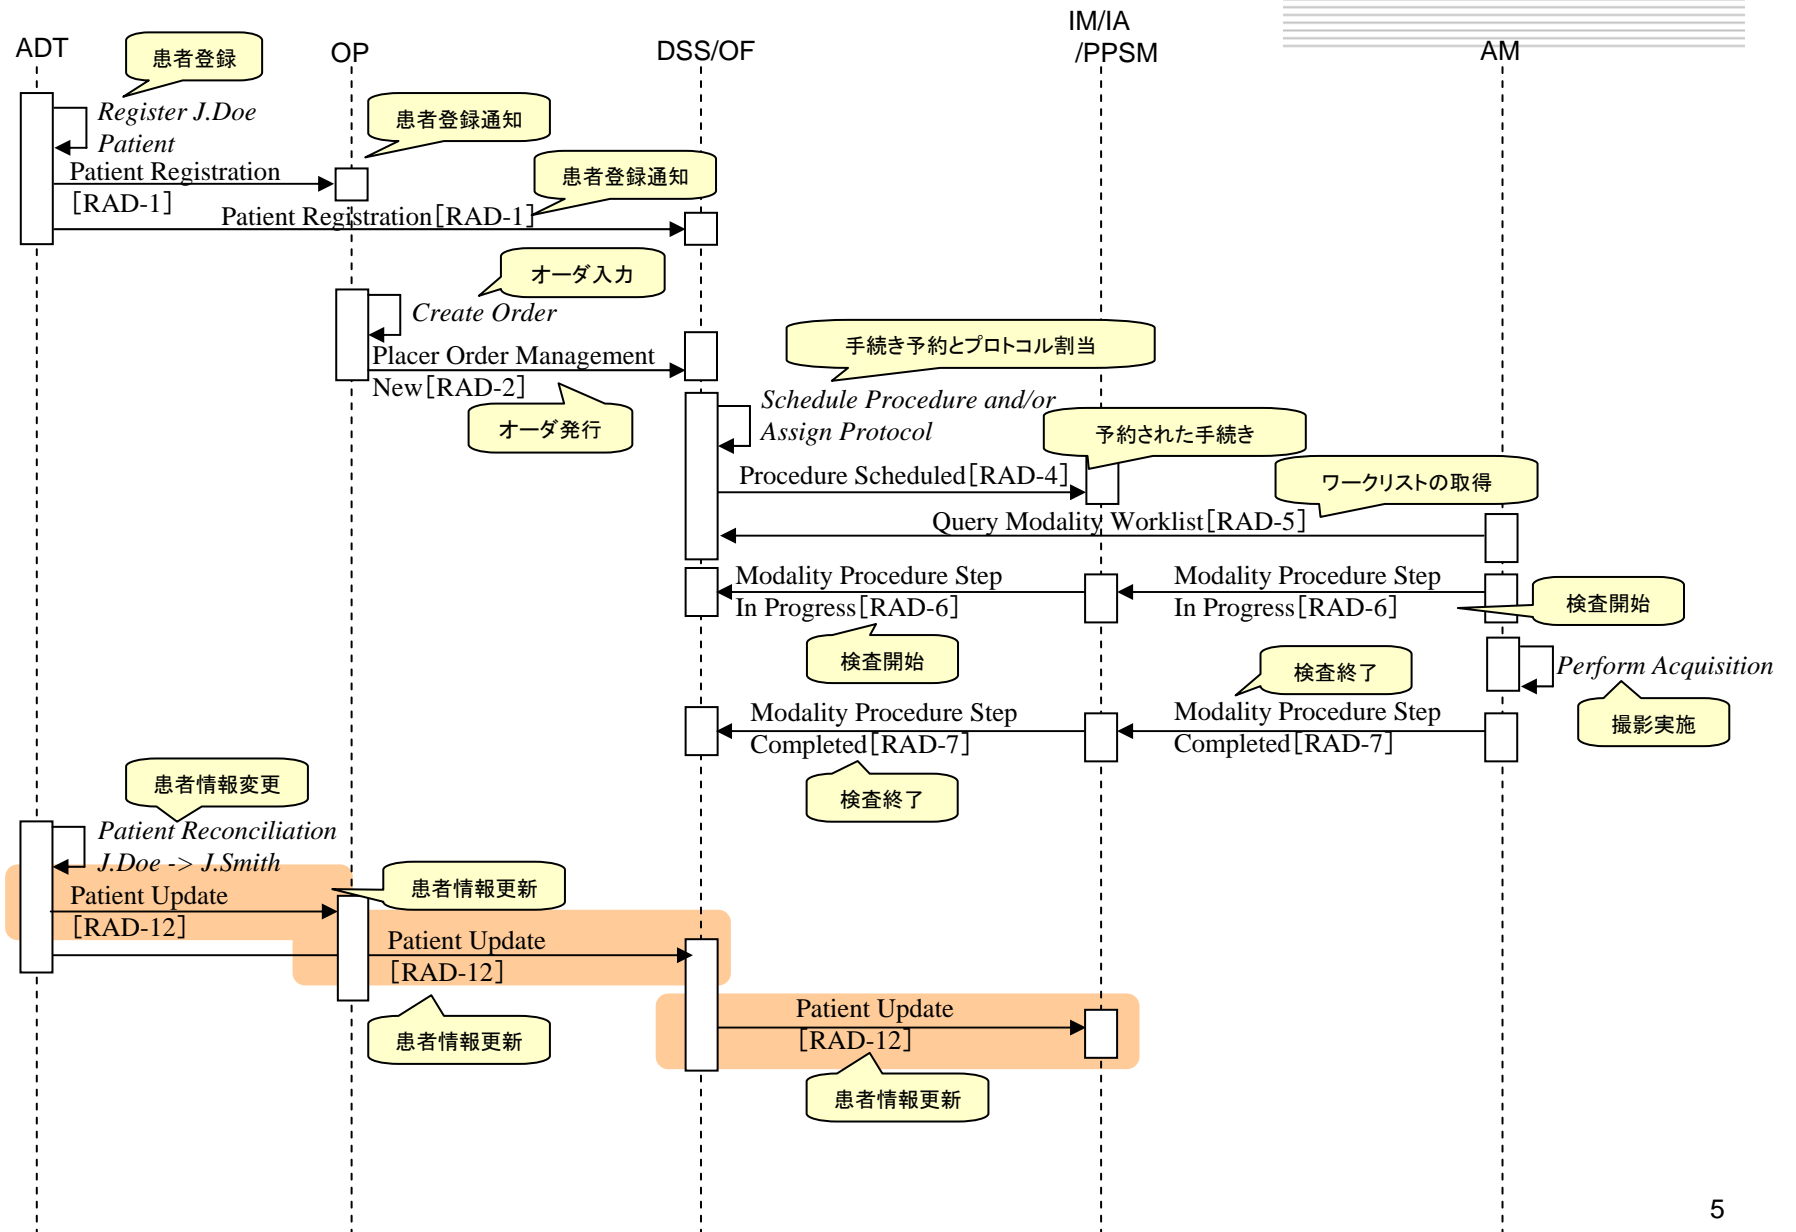 IM/IA
/PPSM
ADT
OP
DSS/OF
AM
患者登録
Register J.Doe
Patient
患者登録通知
Patient Registration
[RAD-1]
患者登録通知
Patient Registration[RAD-1]
オーダ入力
Create Order
Placer Order Management
New[RAD-2]
オーダ発行
手続き予約とプロトコル割当
Schedule Procedure and/or
Assign Protocol
予約された手続き
Procedure Scheduled[RAD-4]
ワークリストの取得
Query Modality Worklist[RAD-5]
Modality Procedure Step
In Progress[RAD-6]
Modality Procedure Step
In Progress[RAD-6]
検査開始
検査開始
Perform Acquisition
撮影実施
検査終了
Modality Procedure Step
Completed[RAD-7]
Modality Procedure Step
Completed[RAD-7]
検査終了
患者情報変更
Patient Reconciliation
J.Doe -> J.Smith
患者情報更新
Patient Update
[RAD-12]
Patient Update
[RAD-12]
患者情報更新
Patient Update
[RAD-12]
患者情報更新
5